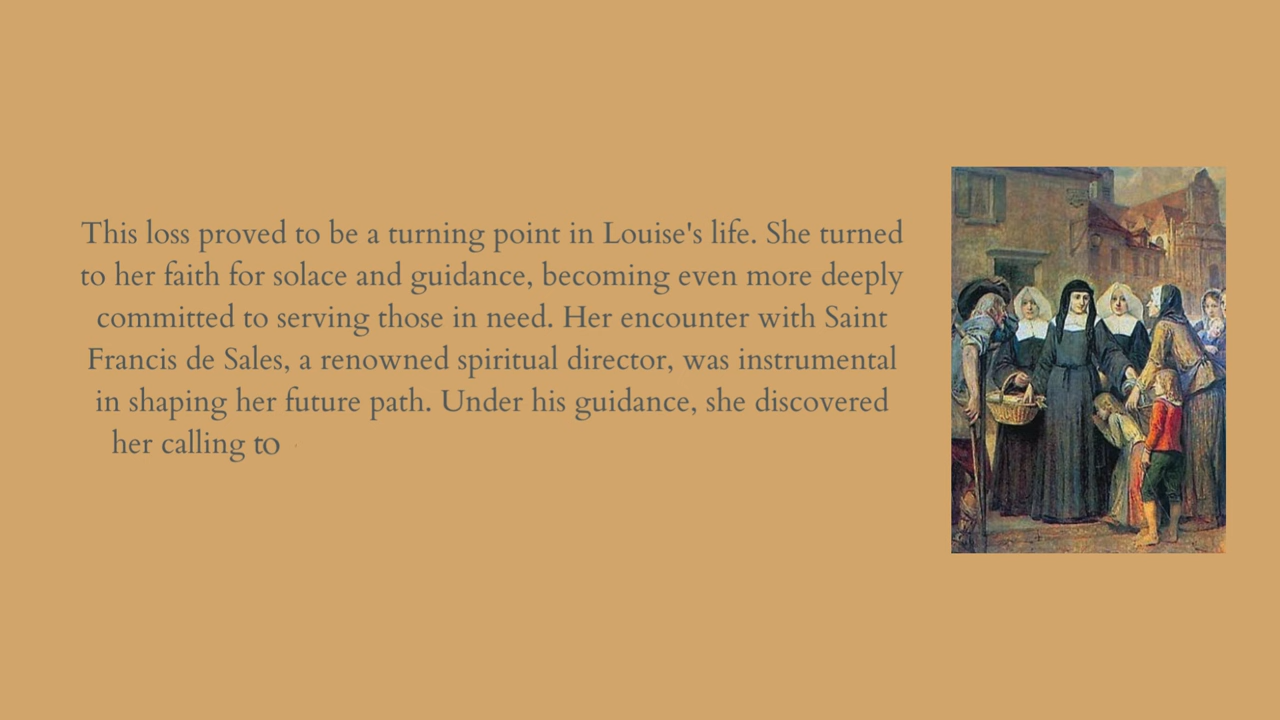 This loss proved to be a turning point in Louise's life. She turned
to her faith for solace and guidance, becoming even more deeply
committed to serving those in need. Her encounter with Saint
Francis de Sales, a renowned spiritual director, was instrumental
in shaping her future path. Under his guidance, she discovered
her calling to